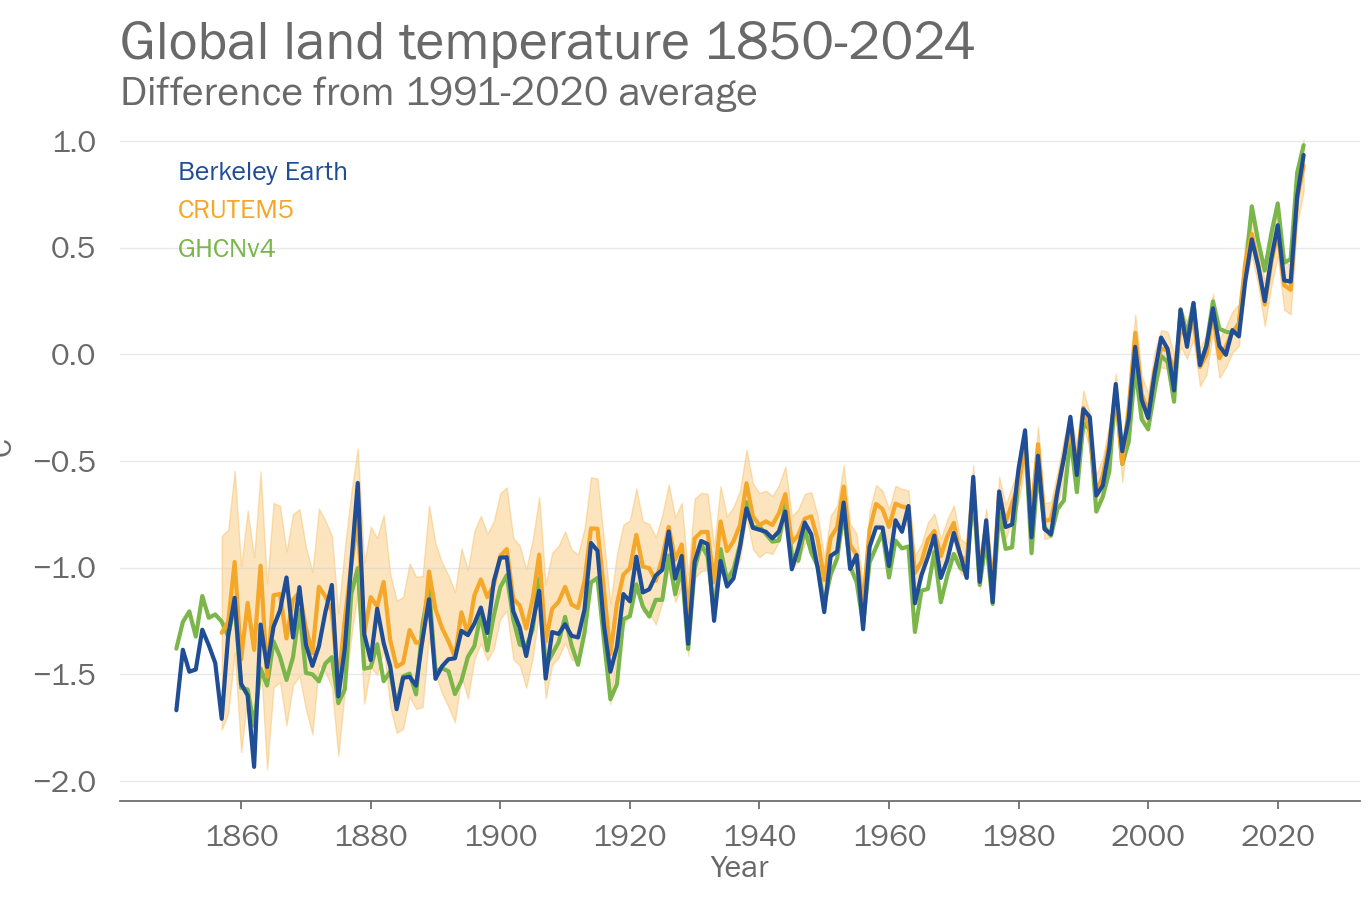 Global land temperature 1850-2024
Difference from 1991-2020 average
1.0
Berkeley Earth
CRUTEM5
0.5
GHCNv4
0.0
−0.5
−1.0
−1.5
−2.0
1860 1880 1900 1920 1940 1960 1980 2000 2020
Year